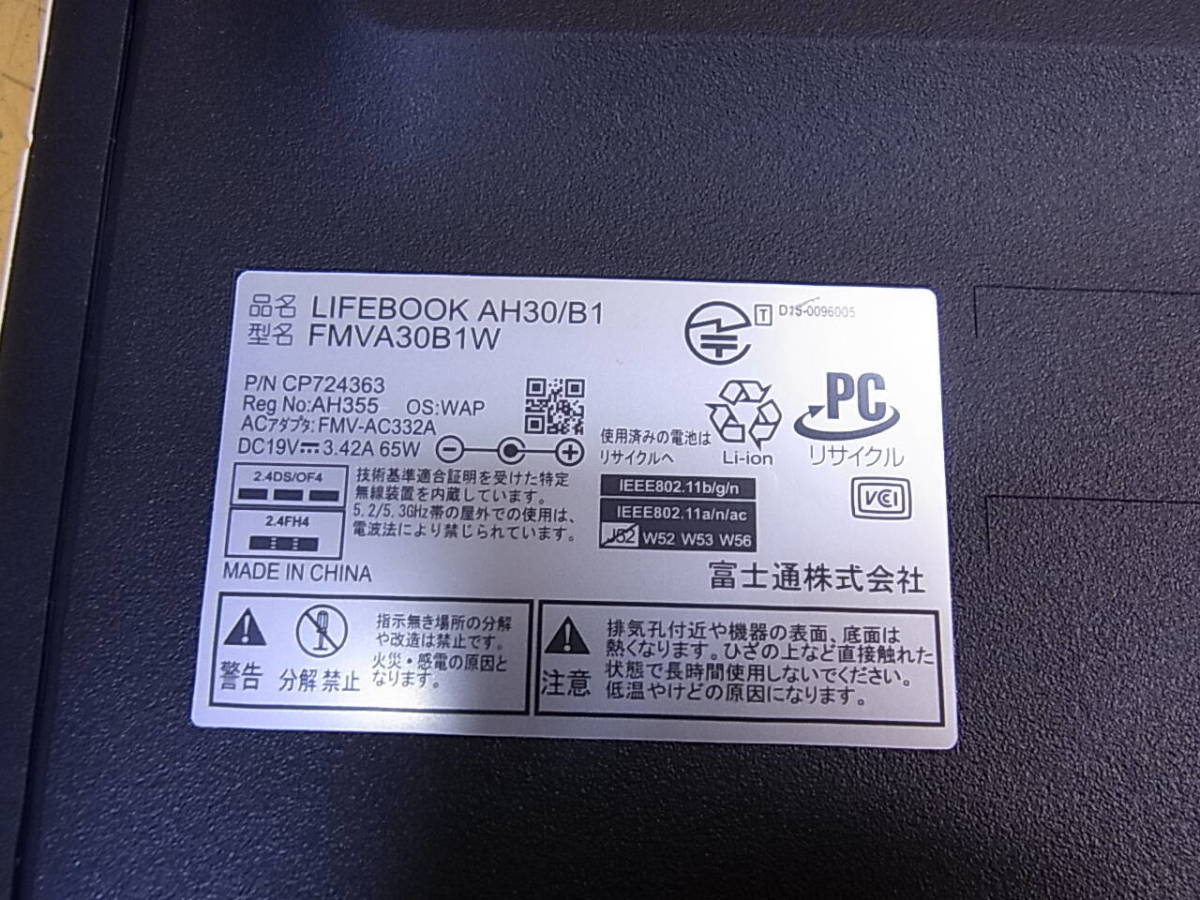 品名 LIFEBOOK AH30/B1
型名 FMVA30B1W
T D15-0096005
P/N CP724363
Reg No:AH355 OS:WAP
ACアダプタ:FMV-AC332A
DC19V 3.42A 65W
使用済みの電池は
リサイクルへ
Li-ion
PC
リサイクル
VCCI
2.4DS/OF4
2.4FH4
技術基準適合証明を受けた特定
無線装置を内蔵しています。
5.2/5.3GHz帯の屋外での使用は、
電波法により禁じられています。
IEEE802.11b/g/n
IEEE802.11a/n/ac
J52 W52 W53 W56
MADE IN CHINA
富士通株式会社
警告
分解禁止
指示無き場所の分解
や改造は禁止です。
火災・感電の原因と
なります。
注意
排気孔付近や機器の表面、底面は
熱くなります。ひざの上など直接触れた
状態で長時間使用しないでください。
低温やけどの原因になります。